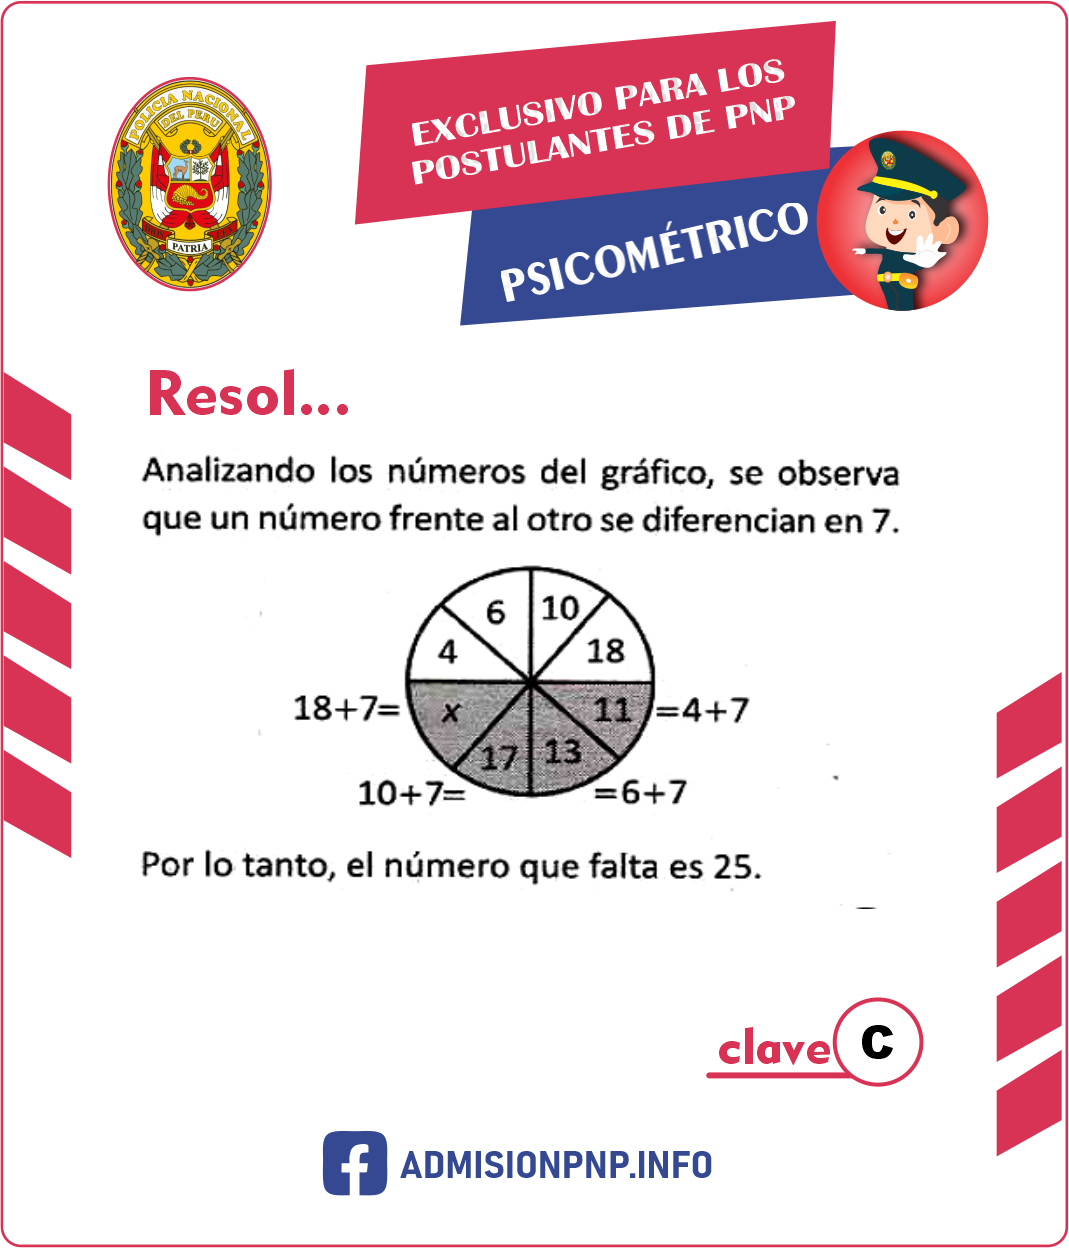 POLICIA NACIONAL
DEL PERU
DIOS
PATRIA
LEY
EXCLUSIVO PARA LOS
POSTULANTES DE PNP
PSICOMÉTRICO
Resol...
Analizando los números del gráfico, se observa
que un número frente al otro se diferencian en 7.
6 10
4 18
18+7= x 11 =4+7
17 13
10+7= =6+7
Por lo tanto, el número que falta es 25.
clave C
ADMISIONPNP.INFO